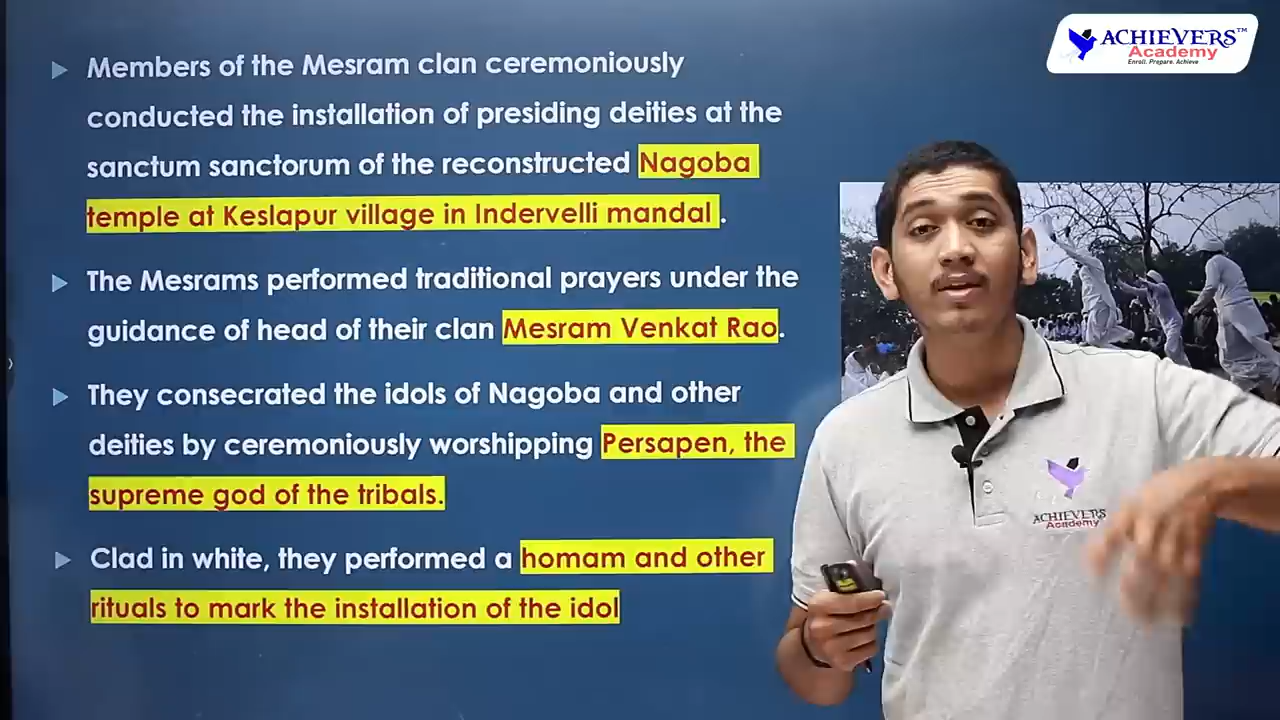 ACHIEVERS™
Academy
Enroll. Prepare. Achieve
Members of the Mesram clan ceremoniously
conducted the installation of presiding deities at the
sanctum sanctorum of the reconstructed Nagoba
temple at Keslapur village in Indervelli mandal .
The Mesrams performed traditional prayers under the
guidance of head of their clan Mesram Venkat Rao.
They consecrated the idols of Nagoba and other
deities by ceremoniously worshipping Persapen, the
supreme god of the tribals.
Clad in white, they performed a homam and other
rituals to mark the installation of the idol
ACHIEVERS
Academy